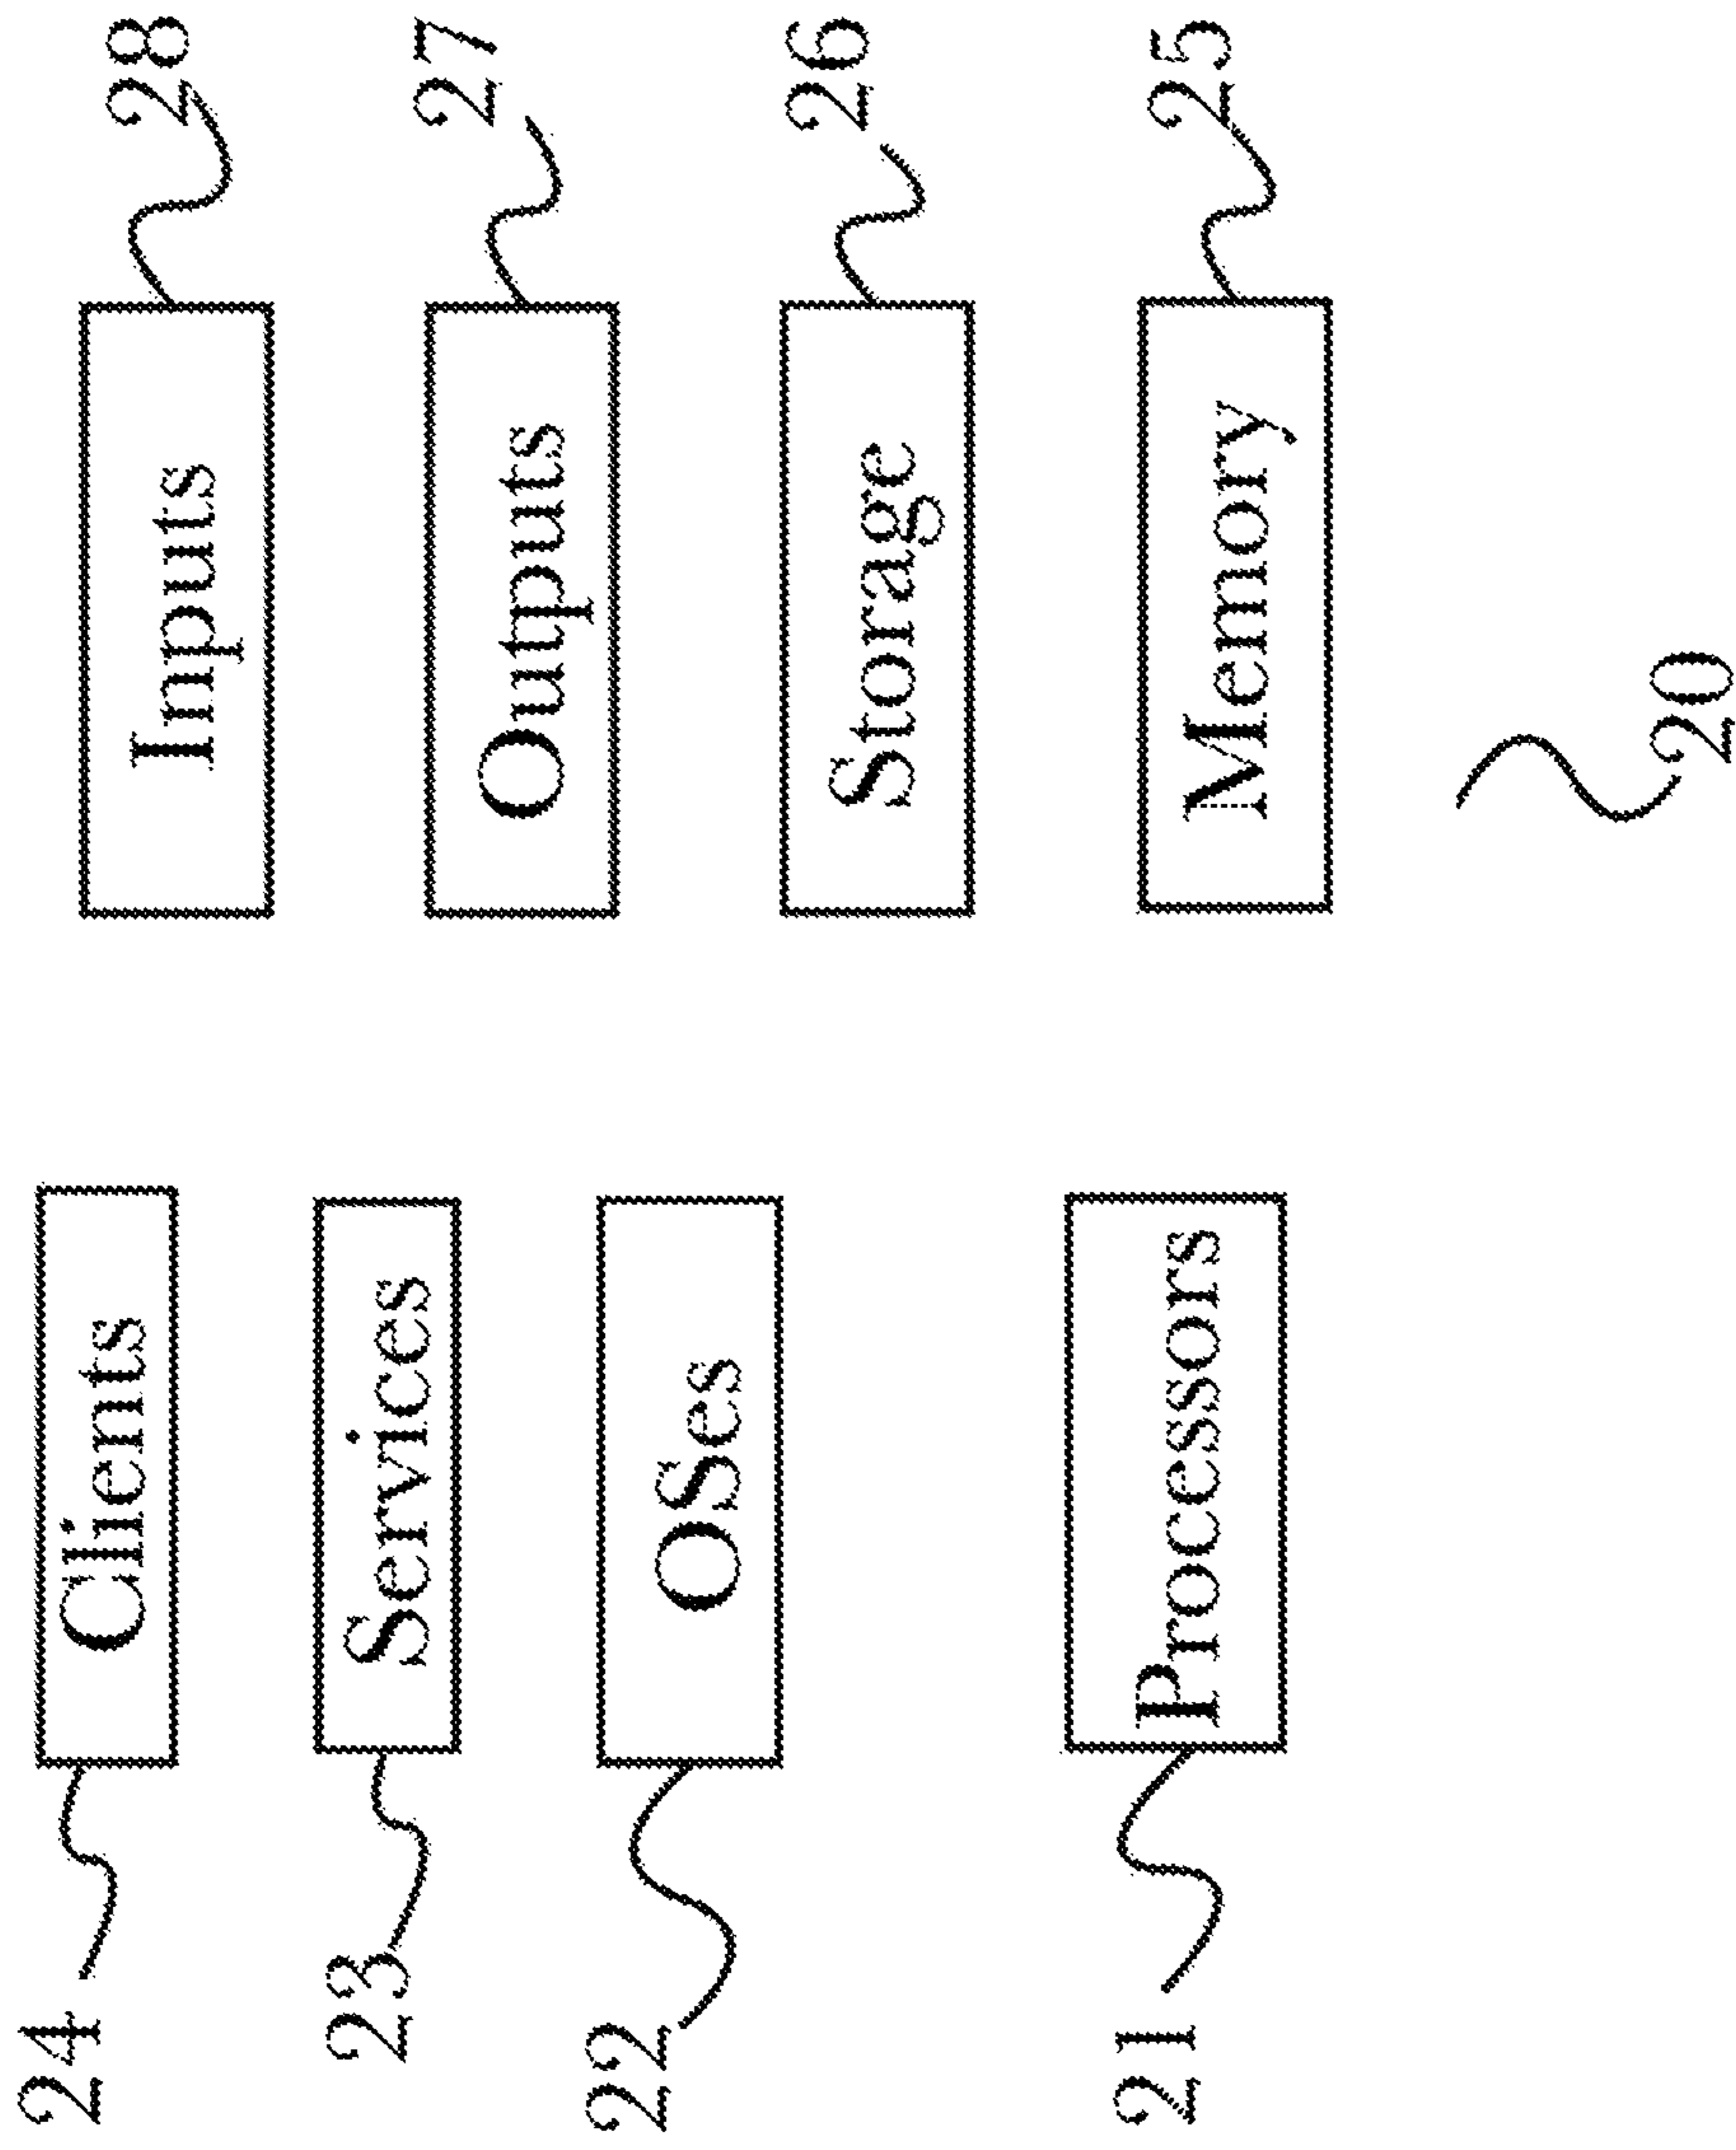 24
Clients
Inputs
28
23
Services
Outputs
27
22
OSes
Storage
26
21
Processors
Memory
25
20